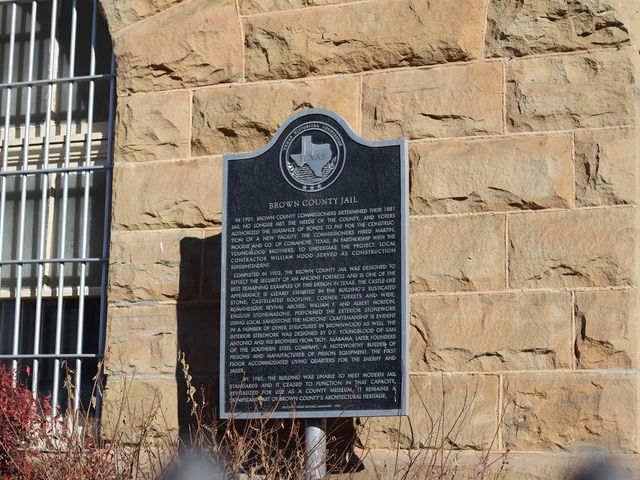 TEXAS HISTORICAL COMMISSION
TEXAS
BROWN COUNTY JAIL
IN 1901, BROWN COUNTY COMMISSIONERS DETERMINED THEIR 1881
JAIL NO LONGER MET THE NEEDS OF THE COUNTY, AND VOTERS
AUTHORIZED THE ISSUANCE OF BONDS TO PAY FOR THE CONSTRUC-
TION OF A NEW FACILITY. THE COMMISSIONERS HIRED MARTIN,
MOODIE AND CO. OF COMANCHE, TEXAS, IN PARTNERSHIP WITH THE
YOUNGBLOOD BROTHERS, TO UNDERTAKE THE PROJECT. LOCAL
CONTRACTOR WILLIAM HOOD SERVED AS CONSTRUCTION
SUPERINTENDENT.
COMPLETED IN 1903, THE BROWN COUNTY JAIL WAS DESIGNED TO
REFLECT THE SECURITY OF AN ANCIENT FORTRESS AND IS ONE OF THE
BEST REMAINING EXAMPLES OF THIS DESIGN IN TEXAS. THE CASTLE-LIKE
APPEARANCE IS CLEARLY EXHIBITED IN THE BUILDING'S RUSTICATED
STONE, CASTELLATED ROOFLINE, CORNER TURRETS AND WIDE,
ROMANESQUE REVIVAL ARCHES. WILLIAM F. AND ALBERT MORTON,
ENGLISH STONEMASONS, PERFORMED THE EXTERIOR STONEWORK
USING LOCAL SANDSTONE. THE MORTONS' CRAFTSMANSHIP IS EVIDENT
IN A NUMBER OF OTHER STRUCTURES IN BROWNWOOD AS WELL. THE
INTERIOR STEELWORK WAS DESIGNED BY D.F. YOUNGBLOOD OF SAN
ANTONIO AND HIS BROTHERS FROM TROY, ALABAMA, LATER FOUNDERS
OF THE SOUTHERN STEEL COMPANY, A NOTEWORTHY BUILDER OF
PRISONS AND MANUFACTURER OF PRISON EQUIPMENT. THE FIRST
FLOOR ACCOMMODATED LIVING QUARTERS FOR THE SHERIFF AND
JAILER.
BY 1981, THE BUILDING WAS UNABLE TO MEET MODERN JAIL
STANDARDS AND IT CEASED TO FUNCTION IN THAT CAPACITY.
REVITALIZED FOR USE AS A COUNTY MUSEUM, IT REMAINS A
SIGNIFICANT PART OF BROWN COUNTY'S ARCHITECTURAL HERITAGE.